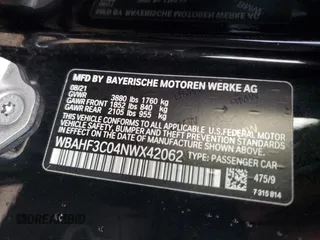 MFD BY BAYERISCHE MOTOREN WERKE AG
08/21
GVWR 3880 lbs 1760 kg
GAWR FRONT 1852 lbs 840 kg
GAWR REAR 2105 lbs 955 kg
THIS VEHICLE CONFORMS TO ALL
APPLICABLE U.S. FEDERAL MOTOR
VEHICLE SAFETY, BUMPER, AND
THEFT PREVENTION STANDARDS IN
EFFECT ON THE DATE OF
MANUFACTURE SHOWN ABOVE.
WBAHF3C04NWX42062 TYPE: PASSENGER CAR
475/9
7 315 814